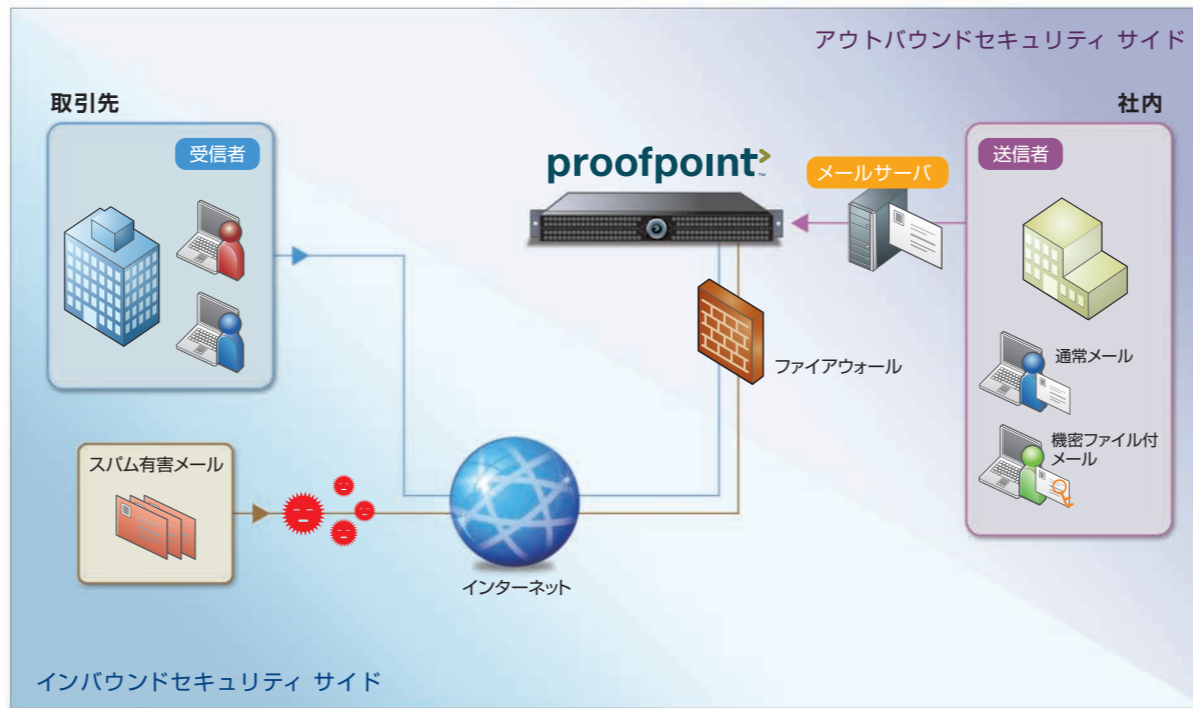 アウトバウンドセキュリティ サイド
取引先
社内
受信者
送信者
proofpoint™
メールサーバ
ファイアウォール
通常メール
機密ファイル付
メール
スパム有害メール
インターネット
インバウンドセキュリティ サイド